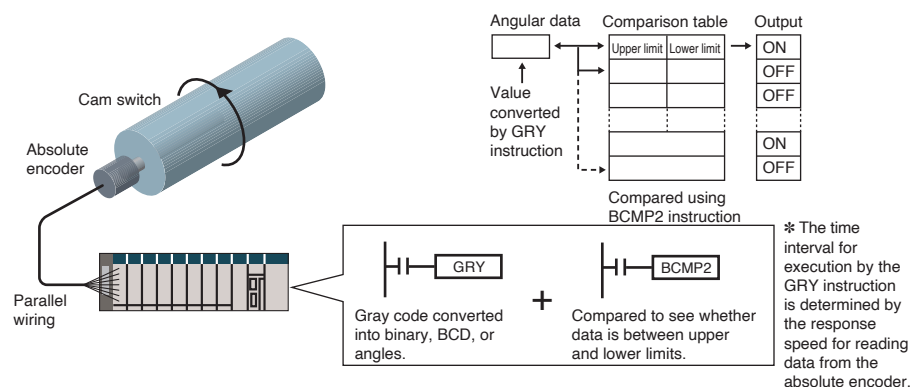 Angular data
Comparison table
Output
Upper limit
Lower limit
ON
OFF
OFF
ON
OFF
Value
converted
by GRY
instruction
Compared using
BCMP2 instruction
Cam switch
Absolute
encoder
Parallel
wiring
GRY
Gray code converted
into binary, BCD, or
angles.
+
BCMP2
Compared to see whether
data is between upper
and lower limits.
✻ The time
interval for
execution by the
GRY instruction
is determined by
the response
speed for reading
data from the
absolute encoder.